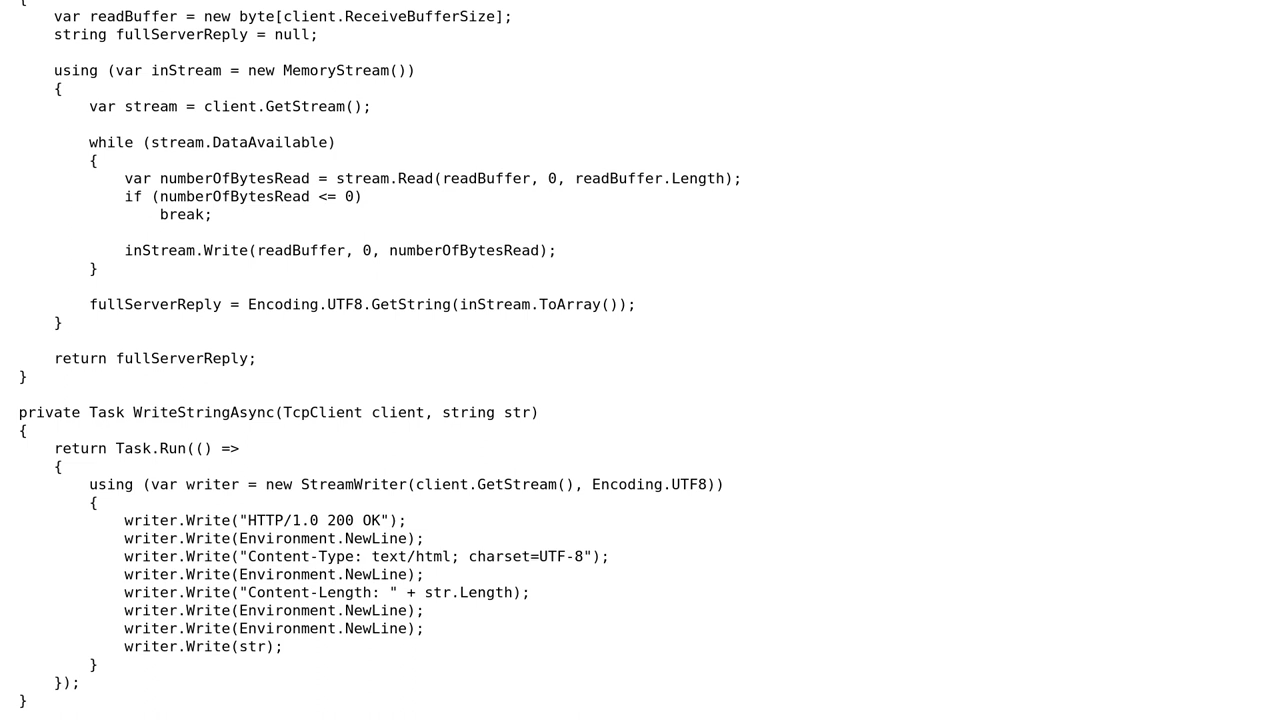 {
    var readBuffer = new byte[client.ReceiveBufferSize];
    string fullServerReply = null;

    using (var inStream = new MemoryStream())
    {
        var stream = client.GetStream();

        while (stream.DataAvailable)
        {
            var numberOfBytesRead = stream.Read(readBuffer, 0, readBuffer.Length);
            if (numberOfBytesRead <= 0)
                break;

            inStream.Write(readBuffer, 0, numberOfBytesRead);
        }

        fullServerReply = Encoding.UTF8.GetString(inStream.ToArray());
    }

    return fullServerReply;
}

private Task WriteStringAsync(TcpClient client, string str)
{
    return Task.Run(() =>
    {
        using (var writer = new StreamWriter(client.GetStream(), Encoding.UTF8))
        {
            writer.Write("HTTP/1.0 200 OK");
            writer.Write(Environment.NewLine);
            writer.Write("Content-Type: text/html; charset=UTF-8");
            writer.Write(Environment.NewLine);
            writer.Write("Content-Length: " + str.Length);
            writer.Write(Environment.NewLine);
            writer.Write(Environment.NewLine);
            writer.Write(str);
        }
    });
}